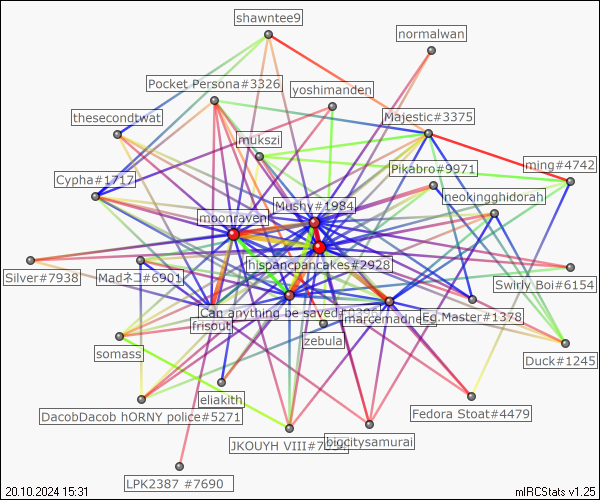 shawntee9
normalwan
Pocket Persona#3326
yoshimanden
thesecondtwat
Majestic#3375
mukszi
Pikabro#9971
ming#4742
Cypha#1717
neokingghidorah
Mushy#1984
moonraven
hispanicpancakes#2928
Silver#7938
Madネコ#6901
Swirly Boi#6154
Can anything be saved?
marcemadness
Eg.Master#1378
frisout
zebula
somass
Duck#1245
eliakith
DacobDacob hORNY police#5271
Fedora Stoat#4479
JKOUYH VIII
bigcitysamurai
LPK2387 #7690
20.10.2024 15:31
mIRCStats v1.25